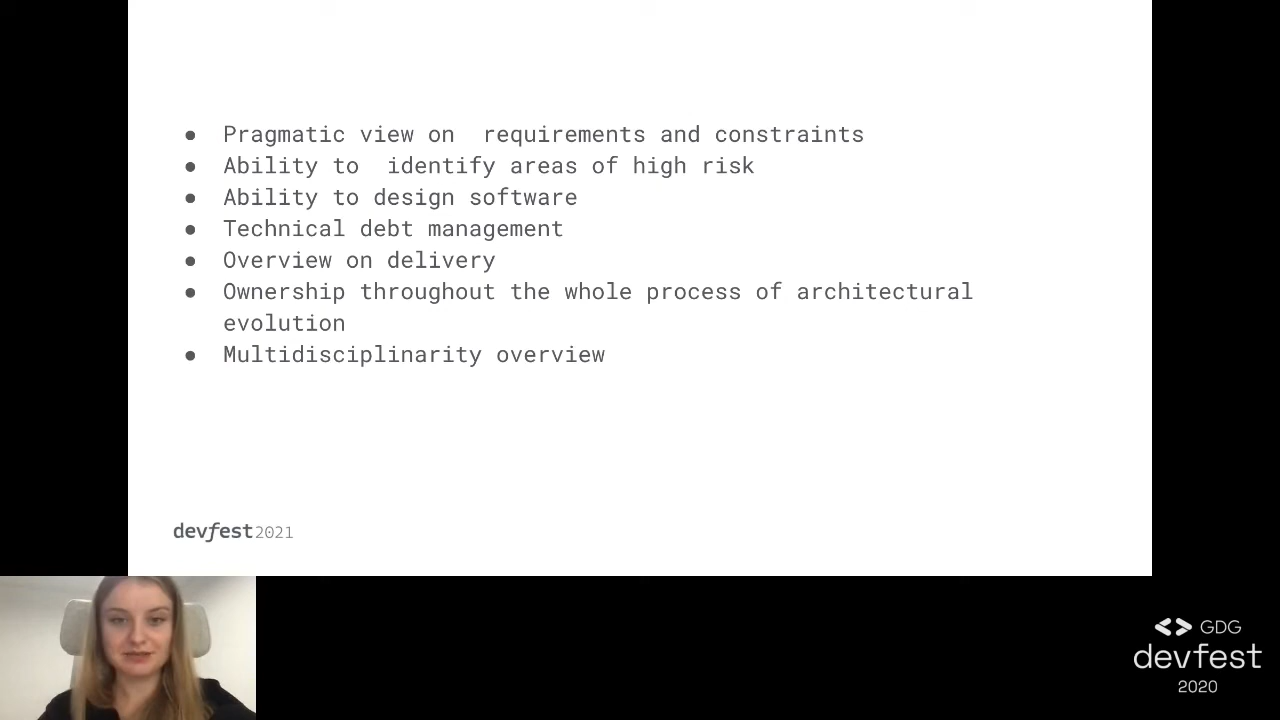 ● Pragmatic view on  requirements and constraints
● Ability to  identify areas of high risk
● Ability to design software
● Technical debt management
● Overview on delivery
● Ownership throughout the whole process of architectural
evolution
● Multidisciplinarity overview
devfest2021
GDG
devfest
2020